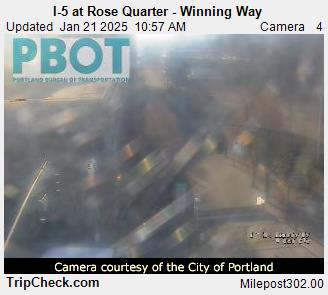 I-5 at Rose Quarter - Winning Way
Updated Jan 21 2025 10:57 AM Camera 4
PBOT
PORTLAND BUREAU OF TRANSPORTATION
Camera courtesy of the City of Portland
TripCheck.com Milepost302.00